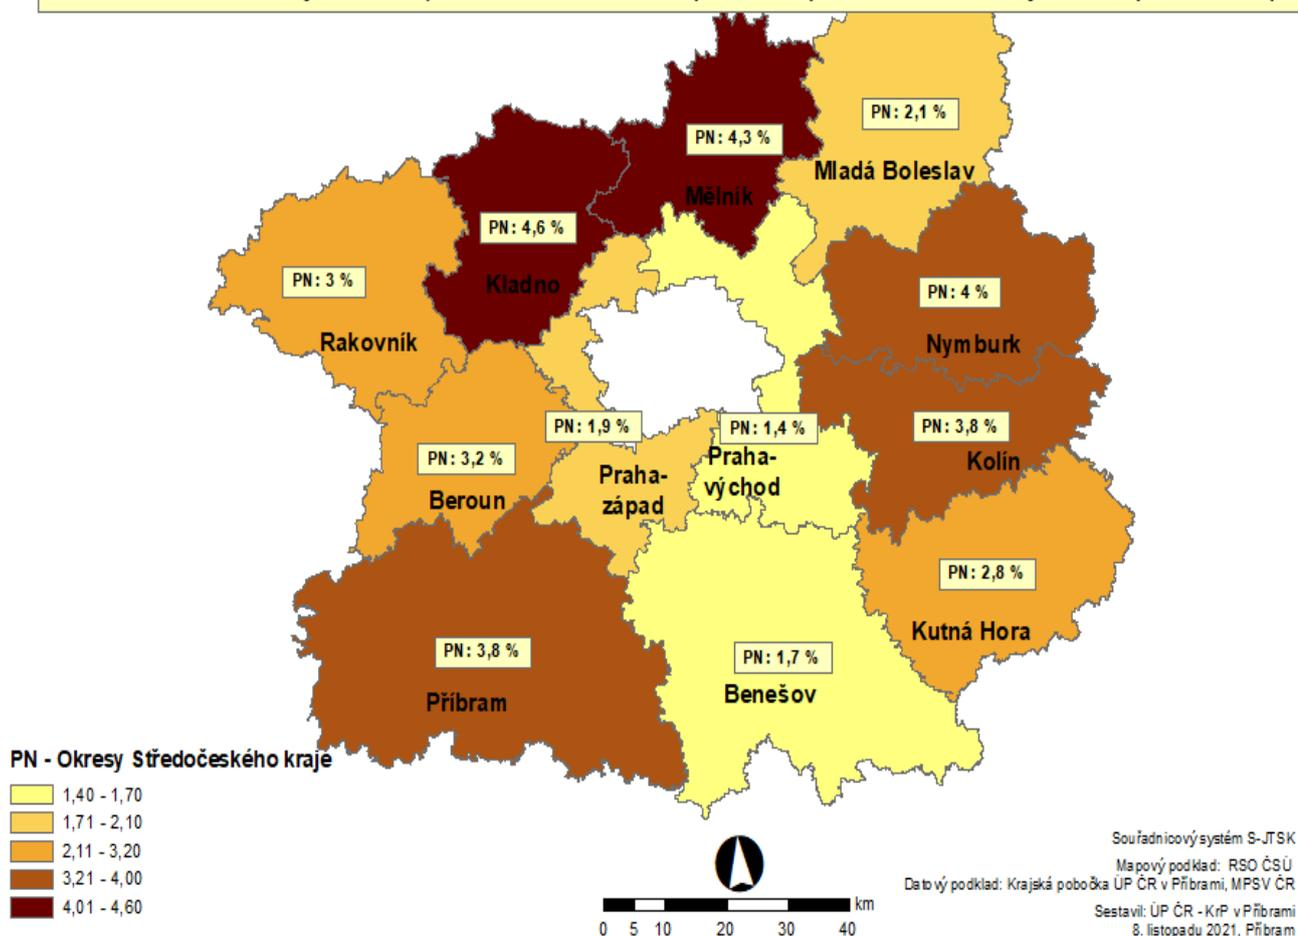 PN: 4,3 %
Mělník
PN: 2,1 %
Mladá Boleslav
PN: 4,6 %
Kladno
PN: 3 %
Rakovník
PN: 4 %
Nymburk
PN: 1,9 %
Praha-
západ
PN: 1,4 %
Praha-
východ
PN: 3,8 %
Kolín
PN: 3,2 %
Beroun
PN: 2,8 %
Kutná Hora
PN: 3,8 %
Příbram
PN: 1,7 %
Benešov
PN - Okresy Středočeského kraje
1,40 - 1,70
1,71 - 2,10
2,11 - 3,20
3,21 - 4,00
4,01 - 4,60
km
0 5 10 20 30 40
Souřadnicový systém S-JTSK
Mapový podklad: RSO ČSÚ
Datový podklad: Krajská pobočka ÚP ČR v Příbrami, MPSV ČR
Sestavil: ÚP ČR - KrP v Příbrami
8. listopadu 2021, Příbram